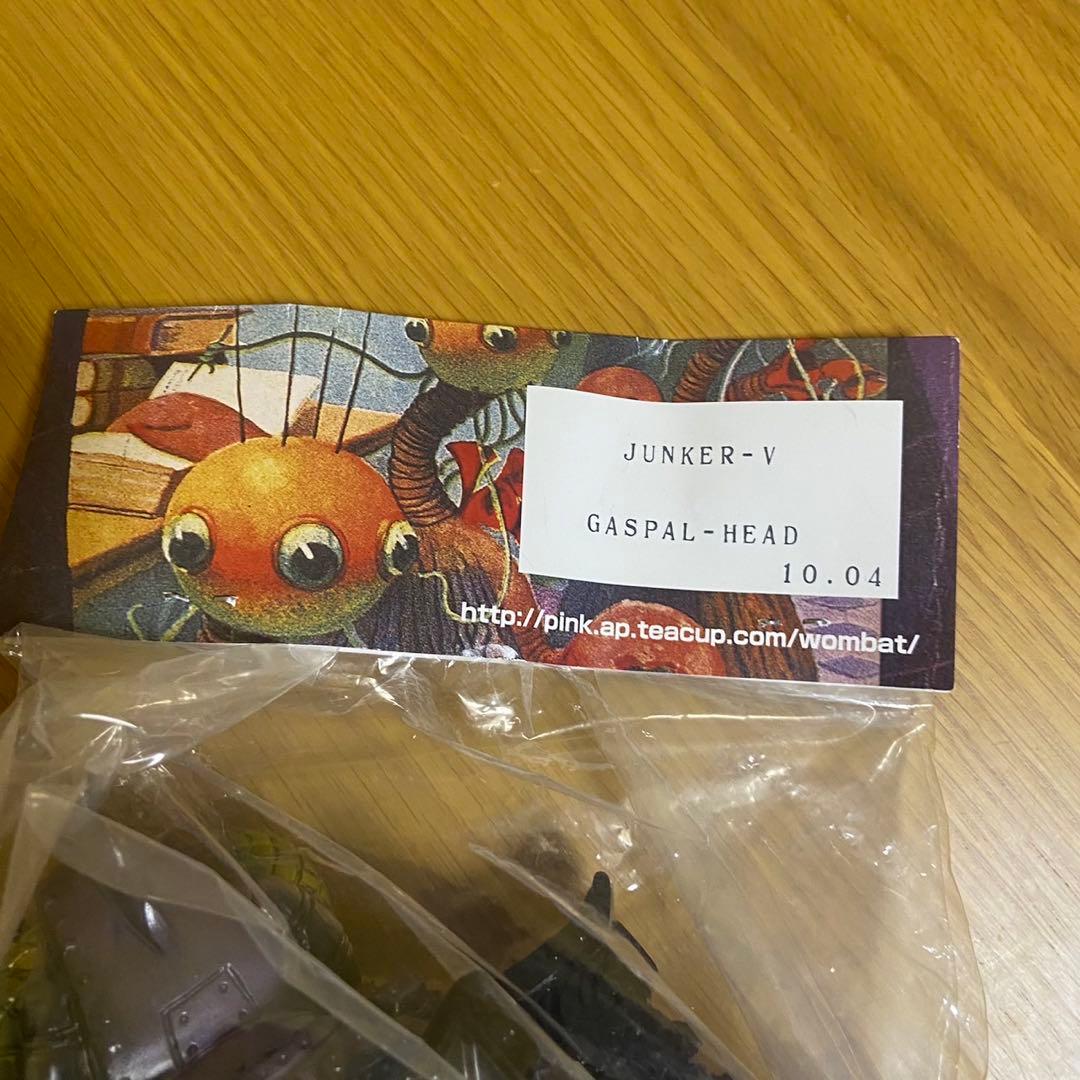 JUNKER-V
GASPAL-HEAD
10.04
http://pink.ap.teacup.com/wombat/